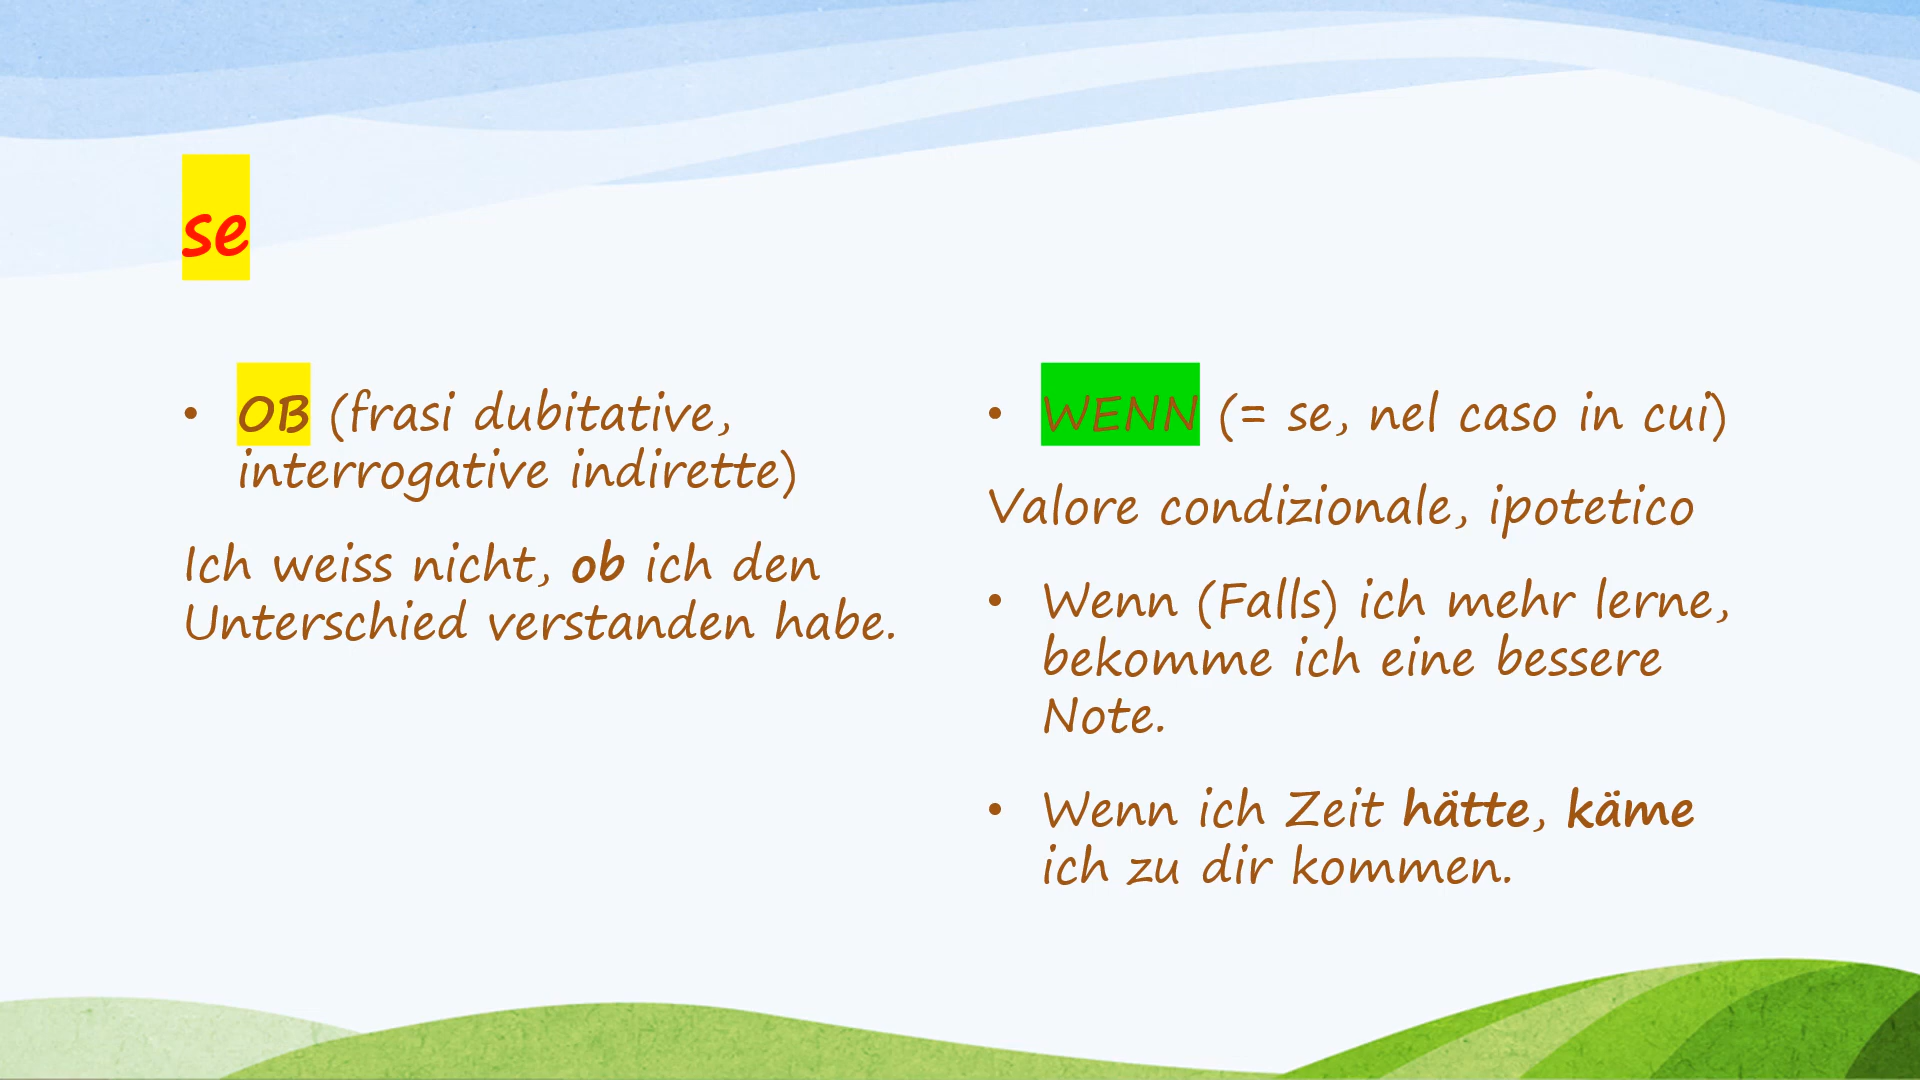 se
• OB (frasi dubitative,
interrogative indirette)
Ich weiss nicht, ob ich den
Unterschied verstanden habe.
• WENN (= se, nel caso in cui)
Valore condizionale, ipotetico
• Wenn (Falls) ich mehr lerne,
bekomme ich eine bessere
Note.
• Wenn ich Zeit hätte, käme
ich zu dir kommen.